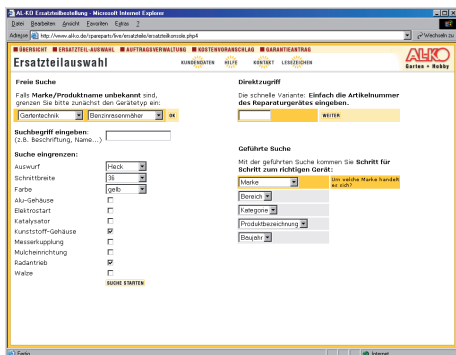 AL-KO Ersatzteilbestellung - Microsoft Internet Explorer
Datei Bearbeiten Ansicht Favoriten Extras ?
Adresse http://www.al-ko.de/spareparts/live/ersatzteile/ersatzteilkonsole.php4 Wechseln zu
ÜBERSICHT ERSATZTEIL-AUSWAHL AUFTRAGSVERWALTUNG KOSTENVORANSCHLAG GARANTIEANTRAG
Ersatzteilauswahl
KUNDENDATEN HILFE KONTAKT LESEZEICHEN
AL-KO
Garten + Hobby
Freie Suche
Falls Marke/Produktname unbekannt sind,
grenzen Sie bitte zunächst den Gerätetyp ein:
Gartentechnik Benzinrasenmäher OK
Suchbegriff eingeben:
(z.B. Beschriftung, Name...)
Suche eingrenzen:
Auswurf Heck
Schnittbreite 36
Farbe gelb
Alu-Gehäuse
Elektrostart
Katalysator
Kunststoff-Gehäuse
Messerkupplung
Mulcheinrichtung
Radantrieb
Walze
SUCHE STARTEN
Direktzugriff
Die schnelle Variante: Einfach die Artikelnummer
des Reparaturgerätes eingeben.
WEITER
Geführte Suche
Mit der geführten Suche kommen Sie Schritt für
Schritt zum richtigen Gerät:
Marke
Um welche Marke handelt
es sich?
Bereich
Kategorie
Produktbezeichnung
Baujahr
Fertig
Internet